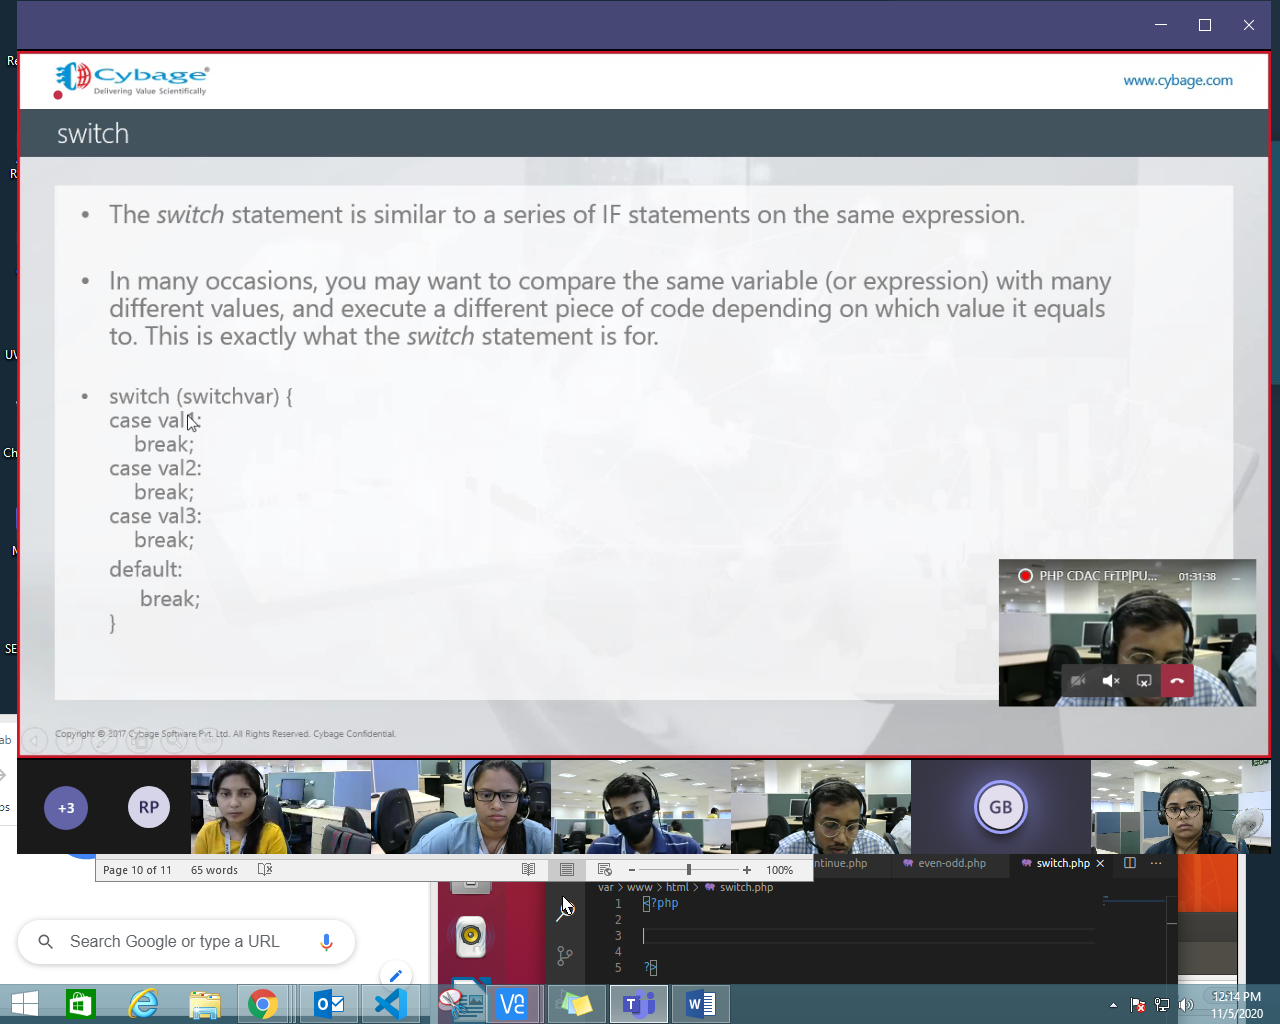 Cybage
Delivering Value Scientifically
www.cybage.com
switch
• The switch statement is similar to a series of IF statements on the same expression.
• In many occasions, you may want to compare the same variable (or expression) with many
different values, and execute a different piece of code depending on which value it equals
to. This is exactly what the switch statement is for.
• switch (switchvar) {
case val1:
break;
case val2:
break;
case val3:
break;
default:
break;
}
PHP CDAC FrTP|PU... 01:31:38
Copyright © 2017 Cybage Software Pvt. Ltd. All Rights Reserved. Cybage Confidential.
+3 RP GB
Page 10 of 11 65 words 100%
ntinue.php even-odd.php switch.php
var > www > html > switch.php
1 <?php
2
3
4
5 ?>
Search Google or type a URL
12:14 PM
11/5/2020